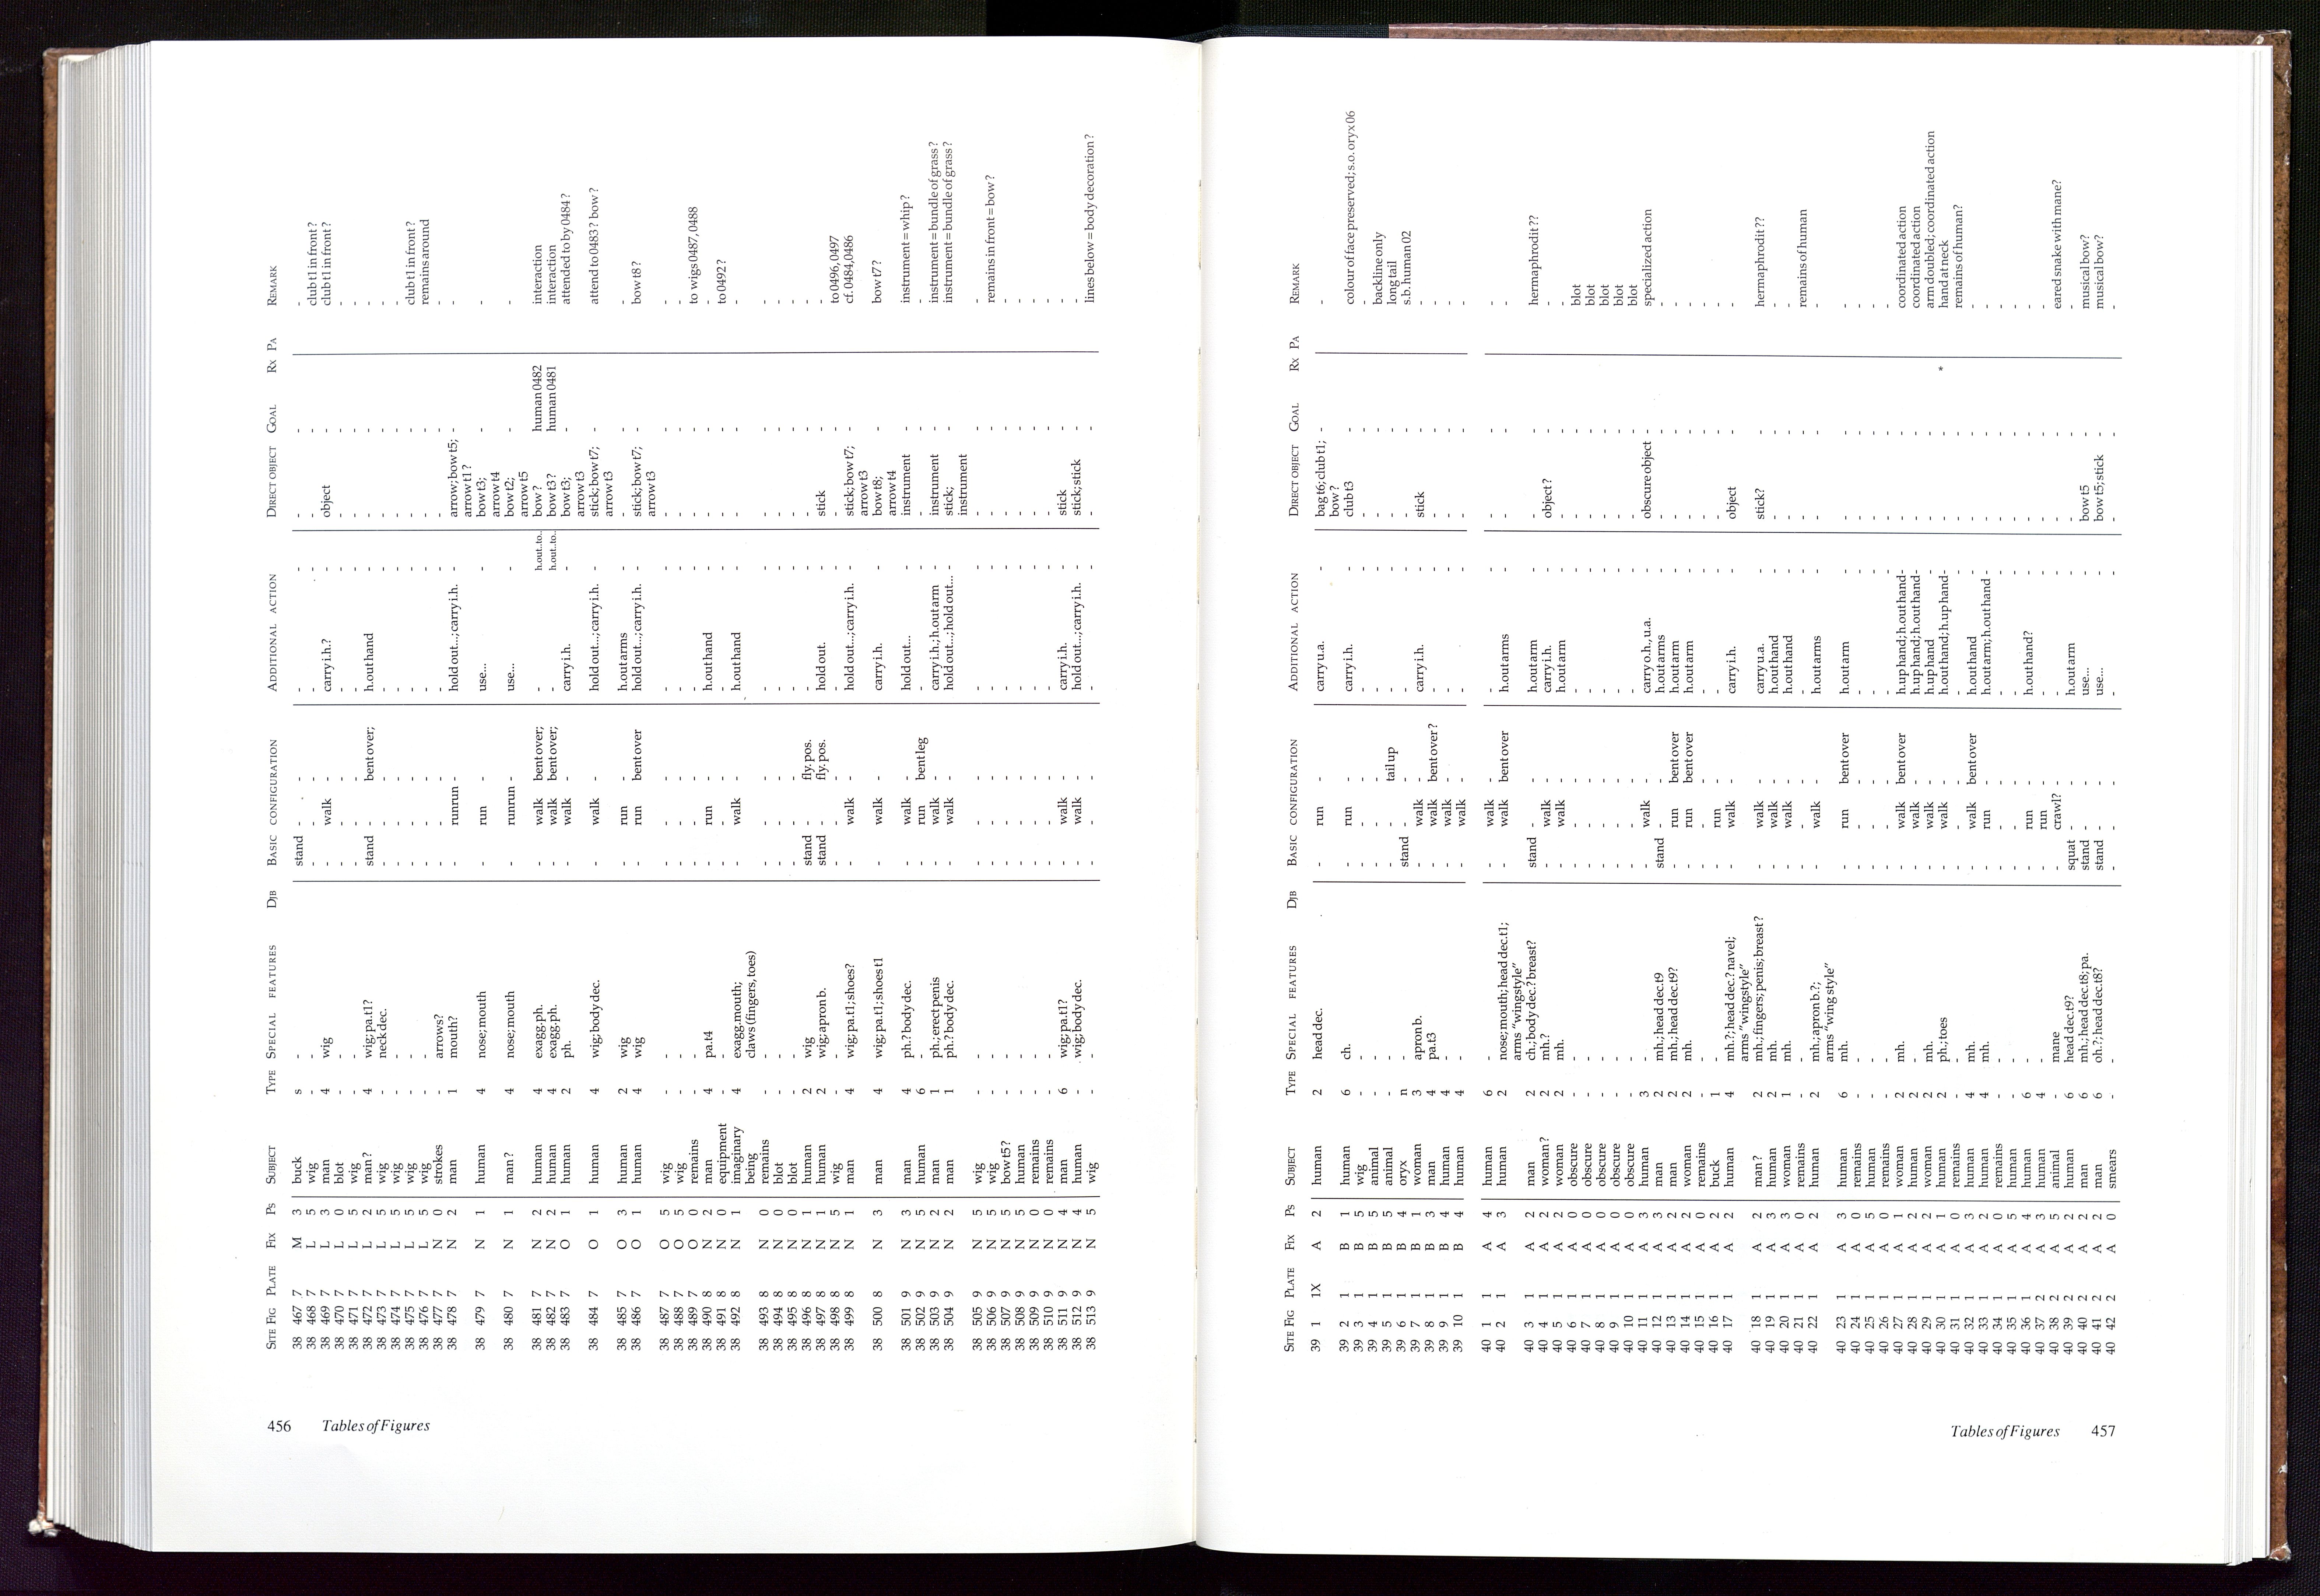 456 Tables of Figures
SITE FIG PLATE FIX PS SUBJECT TYPE SPECIAL FEATURES DJB BASIC CONFIGURATION ADDITIONAL ACTION DIRECT OBJECT GOAL RX PA REMARK
38 467 7 M 3 buck s - stand - - - - - - -
38 468 7 L 5 wig - - - - - - - - - club t1 in front?
38 469 7 L 3 man 4 wig - walk - carry i.h.? - object - club t1 in front?
38 470 7 L 0 blot - - - - - - - - - -
38 471 7 L 5 wig - - - - - - - - - -
38 472 7 L 2 man? 4 wig; pa.t1? stand - bent over; h.out hand - - - -
neck dec.
38 473 7 L 5 wig - - - - - - - - -
38 474 7 L 5 wig - - - - - - - - - -
38 475 7 L 5 wig - - - - - - - - - club t1 in front?
38 476 7 L 5 wig - - - - - - - - - remains around
38 477 7 N 0 strokes - arrows? - - - - - - - -
38 478 7 N 2 man 1 mouth? - runrun - hold out...; carry i.h. - arrow; bow t5; - -
arrow t1?
38 479 7 N 1 human 4 nose; mouth - run - use... - bow t3; - -
arrow t4
38 480 7 N 1 man? 4 nose; mouth - runrun - use... - bow t2; - -
arrow t5
38 481 7 N 2 human 4 exagg. ph. - walk bent over; - h.out..to.. bow? human 0482 interaction
38 482 7 N 2 human 4 exagg. ph. - walk bent over; - h.out..to.. bow t3? human 0481 interaction
38 483 7 O 1 human 2 ph. - walk - carry i.h. - bow t3; - attended to by 0484?
arrow t3
38 484 7 O 1 human 4 wig; body dec. - walk - hold out...; carry i.h. - stick; bow t7; - attend to 0483? bow?
arrow t3
38 485 7 O 3 human 2 wig - run - h.out arms - - - -
38 486 7 O 1 human 4 wig - run bent over hold out...; carry i.h. - stick; bow t7; - bow t8?
arrow t3
38 487 7 O 5 wig - - - - - - - - - -
38 488 7 O 5 wig - - - - - - - - - -
38 489 7 O 0 remains - - - - - - - - - to wigs 0487, 0488
38 490 8 N 2 man 4 pa.t4 - run - h.out hand - - - -
38 491 8 N 0 equipment - - - - - - - - - to 0492?
38 492 8 N 1 imaginary 4 exagg. mouth; - walk - h.out hand - - - -
being claws (fingers, toes)
38 493 8 N 0 remains - - - - - - - - - -
38 494 8 N 0 blot - - - - - - - - - -
38 495 8 N 0 blot - - - - - - - - - -
38 496 8 N 1 human 2 wig stand - fly. pos. - - - - -
38 497 8 N 1 human 2 wig; apron b. stand - fly. pos. hold out. - stick - -
38 498 8 N 5 wig - - - - - - - - - to 0496, 0497
38 499 8 N 1 man 4 wig; pa.t1; shoes? - walk - hold out...; carry i.h. - stick; bow t7; - cf. 0484, 0486
arrow t3
38 500 8 N 3 man 4 wig; pa.t1; shoes t1 - walk - carry i.h. - bow t8; - bow t7?
arrow t4
38 501 9 N 3 man 4 ph.? body dec. - walk - hold out... - instrument - instrument = whip?
38 502 9 N 5 human 6 - - run bent leg - - - - -
38 503 9 N 2 man 1 ph.; erect penis - walk - carry i.h.; h.out arm - instrument - instrument = bundle of grass?
38 504 9 N 2 man 1 ph.? body dec. - walk - hold out...; hold out... - stick; - instrument = bundle of grass?
instrument
38 505 9 N 5 wig - - - - - - - - - -
38 506 9 N 5 wig - - - - - - - - - remains in front = bow?
38 507 9 N 5 bow t5? - - - - - - - - - -
38 508 9 N 5 human - - - - - - - - - -
38 509 9 N 0 remains - - - - - - - - - -
38 510 9 N 0 remains - - - - - - - - - -
38 511 9 N 4 man 6 wig; pa.t1? - walk - carry i.h. - stick - -
38 512 9 N 4 human - wig; body dec. - walk - hold out...; carry i.h. - stick; stick - -
38 513 9 N 5 wig - - - - - - - - - lines below = body decoration?
SITE FIG PLATE FIX PS SUBJECT TYPE SPECIAL FEATURES DJB BASIC CONFIGURATION ADDITIONAL ACTION DIRECT OBJECT GOAL RX PA REMARK
39 1 1X A 2 human 2 head dec. - run - carry u.a. - bag t6; club t1; - -
bow?
39 2 1 B 1 human 6 ch. - run - carry i.h. - club t3 - colour of face preserved; s.o. oryx 06
39 3 1 B 5 wig - - - - - - - - - -
39 4 1 B 5 animal - - - - - - - - - backline only
39 5 1 B 5 animal - - - - tail up - - - - long tail
39 6 1 B 4 oryx n - stand - - - - - - s.b. human 02
39 7 1 B 1 woman 3 apron b. - walk - carry i.h. - stick - -
39 8 1 B 3 man 4 pa.t3 - walk bent over? - - - - -
39 9 1 B 4 human 4 - - walk - - - - - -
39 10 1 B 4 human 4 - - walk - - - - - -
40 1 1 A 4 human 6 - - walk - - - - - -
40 2 1 A 3 human 2 nose; mouth; head dec.t1; - walk bent over h.out arms - - - -
arms "wingstyle"
40 3 1 A 2 man 2 ch.; body dec.? breast? stand - - h.out arm - - - hermaphrodit??
40 4 1 A 2 woman? 2 mh.? - walk - carry i.h. - object? - -
40 5 1 A 2 woman 2 mh. - walk - h.out arm - - - -
40 6 1 A 0 obscure - - - - - - - - - blot
40 7 1 A 0 obscure - - - - - - - - - blot
40 8 1 A 0 obscure - - - - - - - - - blot
40 9 1 A 0 obscure - - - - - - - - - blot
40 10 1 A 0 obscure - - - - - - - - - blot
40 11 1 A 3 human 3 - - walk - carry o.h., u.a. - obscure object - specialized action
40 12 1 A 3 man 2 mh.; head dec.t9 stand - - h.out arms - - - -
40 13 1 A 2 man 2 mh.; head dec.t9? - run bent over h.out arm - - - -
40 14 1 A 2 woman 2 mh. - run bent over h.out arm - - - -
40 15 1 A 0 remains - - - - - - - - - -
40 16 1 A 2 buck 1 - - run - - - - - -
40 17 1 A 2 human 4 mh.?; head dec.? navel; - walk - carry i.h. - object - -
arms "wingstyle"
40 18 1 A 2 man? 2 mh.; fingers; penis; breast? - walk - carry u.a. - stick? - hermaphrodit??
40 19 1 A 3 human 2 mh. - walk - h.out hand - - - -
40 20 1 A 3 woman 1 mh. - walk - h.out hand - - - -
40 21 1 A 0 remains - - - - - - - - - remains of human
40 22 1 A 2 human 2 mh.; apron b.?; - walk - h.out arms - - - -
arms "wing style"
40 23 1 A 3 human 6 mh. - run bent over h.out arm - - - -
40 24 1 A 0 remains - - - - - - - - - -
40 25 1 A 5 human - - - - - - - - - -
40 26 1 A 0 remains - - - - - - - - - -
40 27 1 A 1 woman 2 mh. - walk bent over h.up hand; h.out hand - - - coordinated action
40 28 1 A 2 human 2 - - walk - h.up hand; h.out hand - - - coordinated action
40 29 1 A 2 woman 2 mh. - walk - h.up hand - - - arm doubled; coordinated action
40 30 1 A 1 human 2 ph.; toes - walk - h.out hand; h.up hand - - - * hand at neck
40 31 1 A 0 remains - - - - - - - - - remains of human?
40 32 1 A 3 human 4 mh. - walk bent over h.out hand - - - -
40 33 1 A 2 human 4 mh. - run - h.out arm; h.out hand - - - -
40 34 1 A 0 remains - - - - - - - - - -
40 35 1 A 5 human - - - - - - - - - -
40 36 1 A 4 human 6 - - run - h.out hand? - - - -
40 37 2 A 3 human 4 - - run - - - - - -
40 38 2 A 5 animal - mane - crawl? - - - - - eared snake with mane?
40 39 2 A 2 human 6 head dec.t9? squat - - h.out arm - - - -
40 40 2 A 2 man 6 mh.; head dec.t8; pa. stand - - use... - bow t5 - musical bow?
40 41 2 A 2 man 6 oh.?; head dec.t8? stand - - use... - bow t5; stick - musical bow?
40 42 2 A 0 smears - - - - - - - - - -
Tables of Figures 457